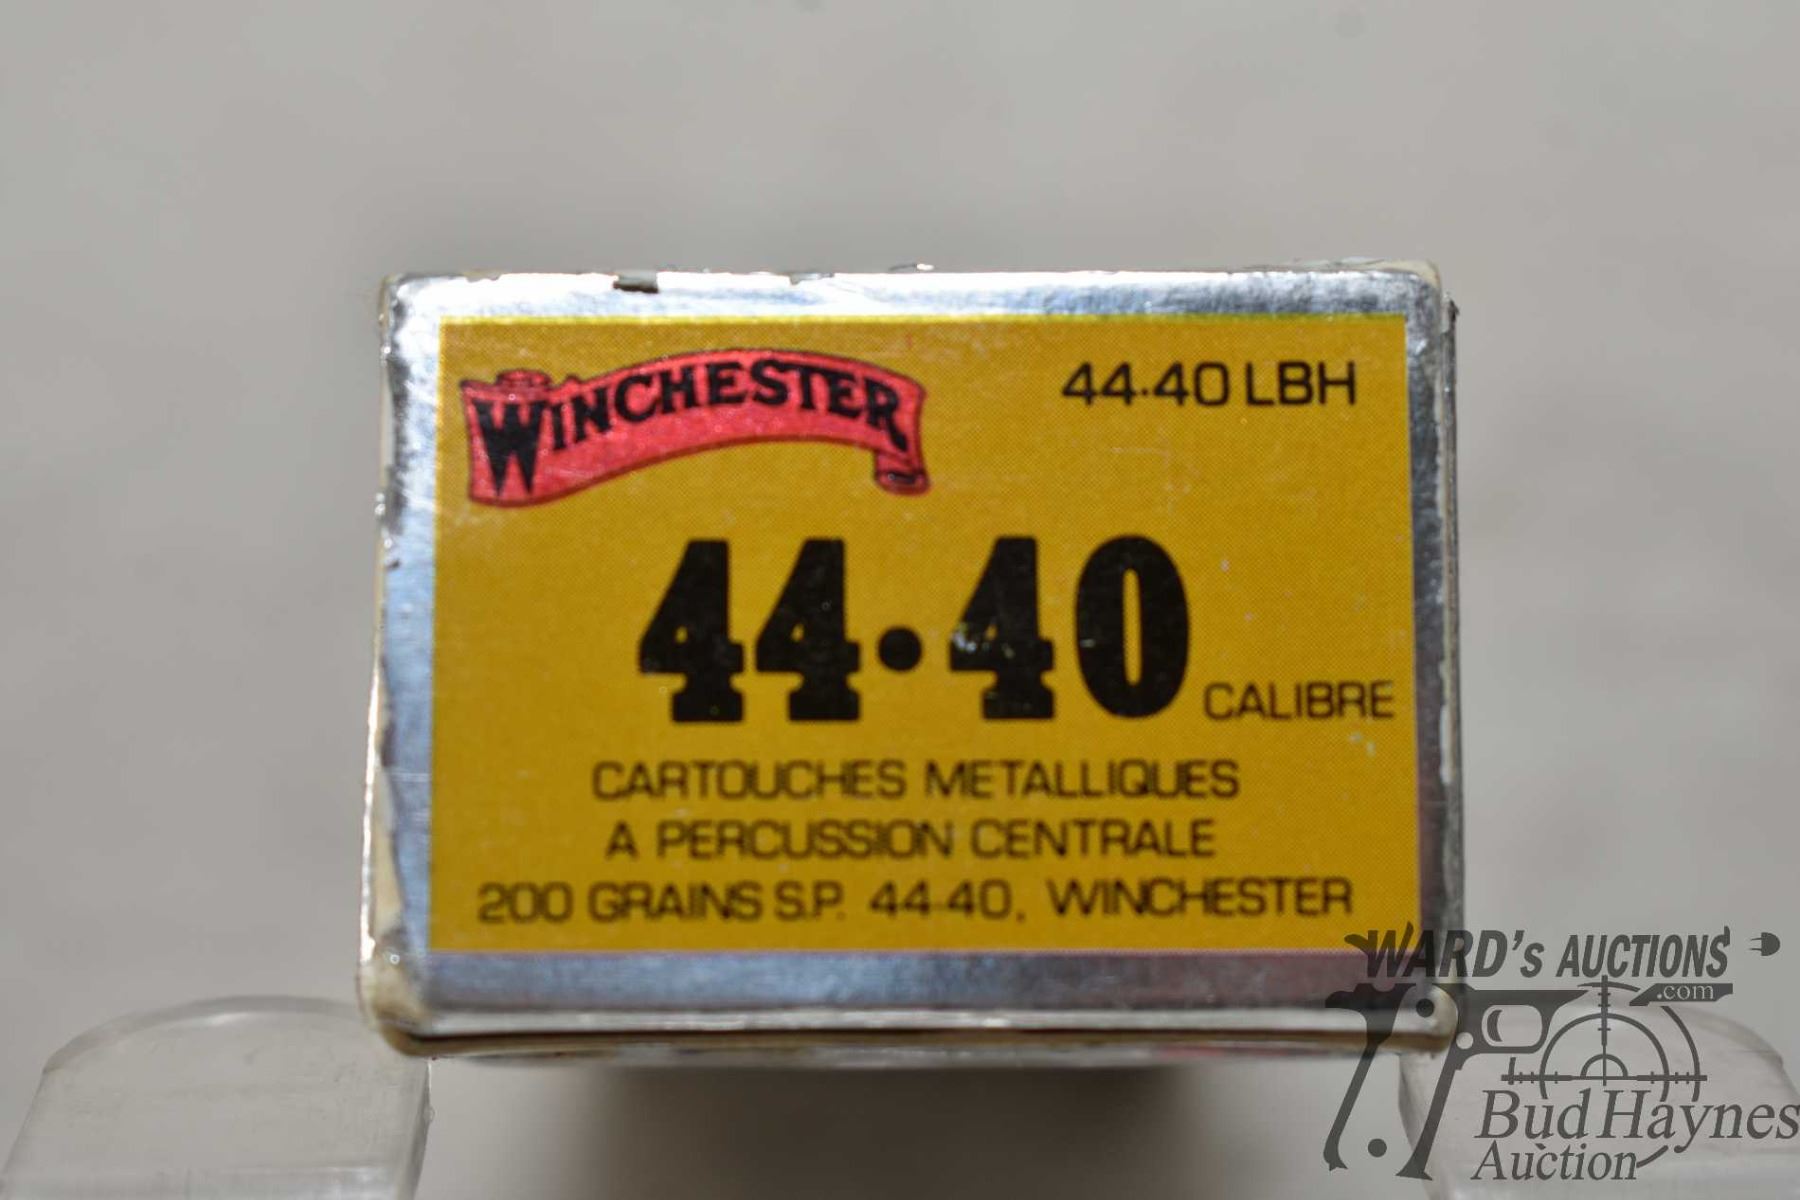 WINCHESTER
44·40 LBH
44·40 CALIBRE
CARTOUCHES METALLIQUES
A PERCUSSION CENTRALE
200 GRAINS S.P. 44-40, WINCHESTER
WARD's AUCTIONS
.com
Bud Haynes
Auction